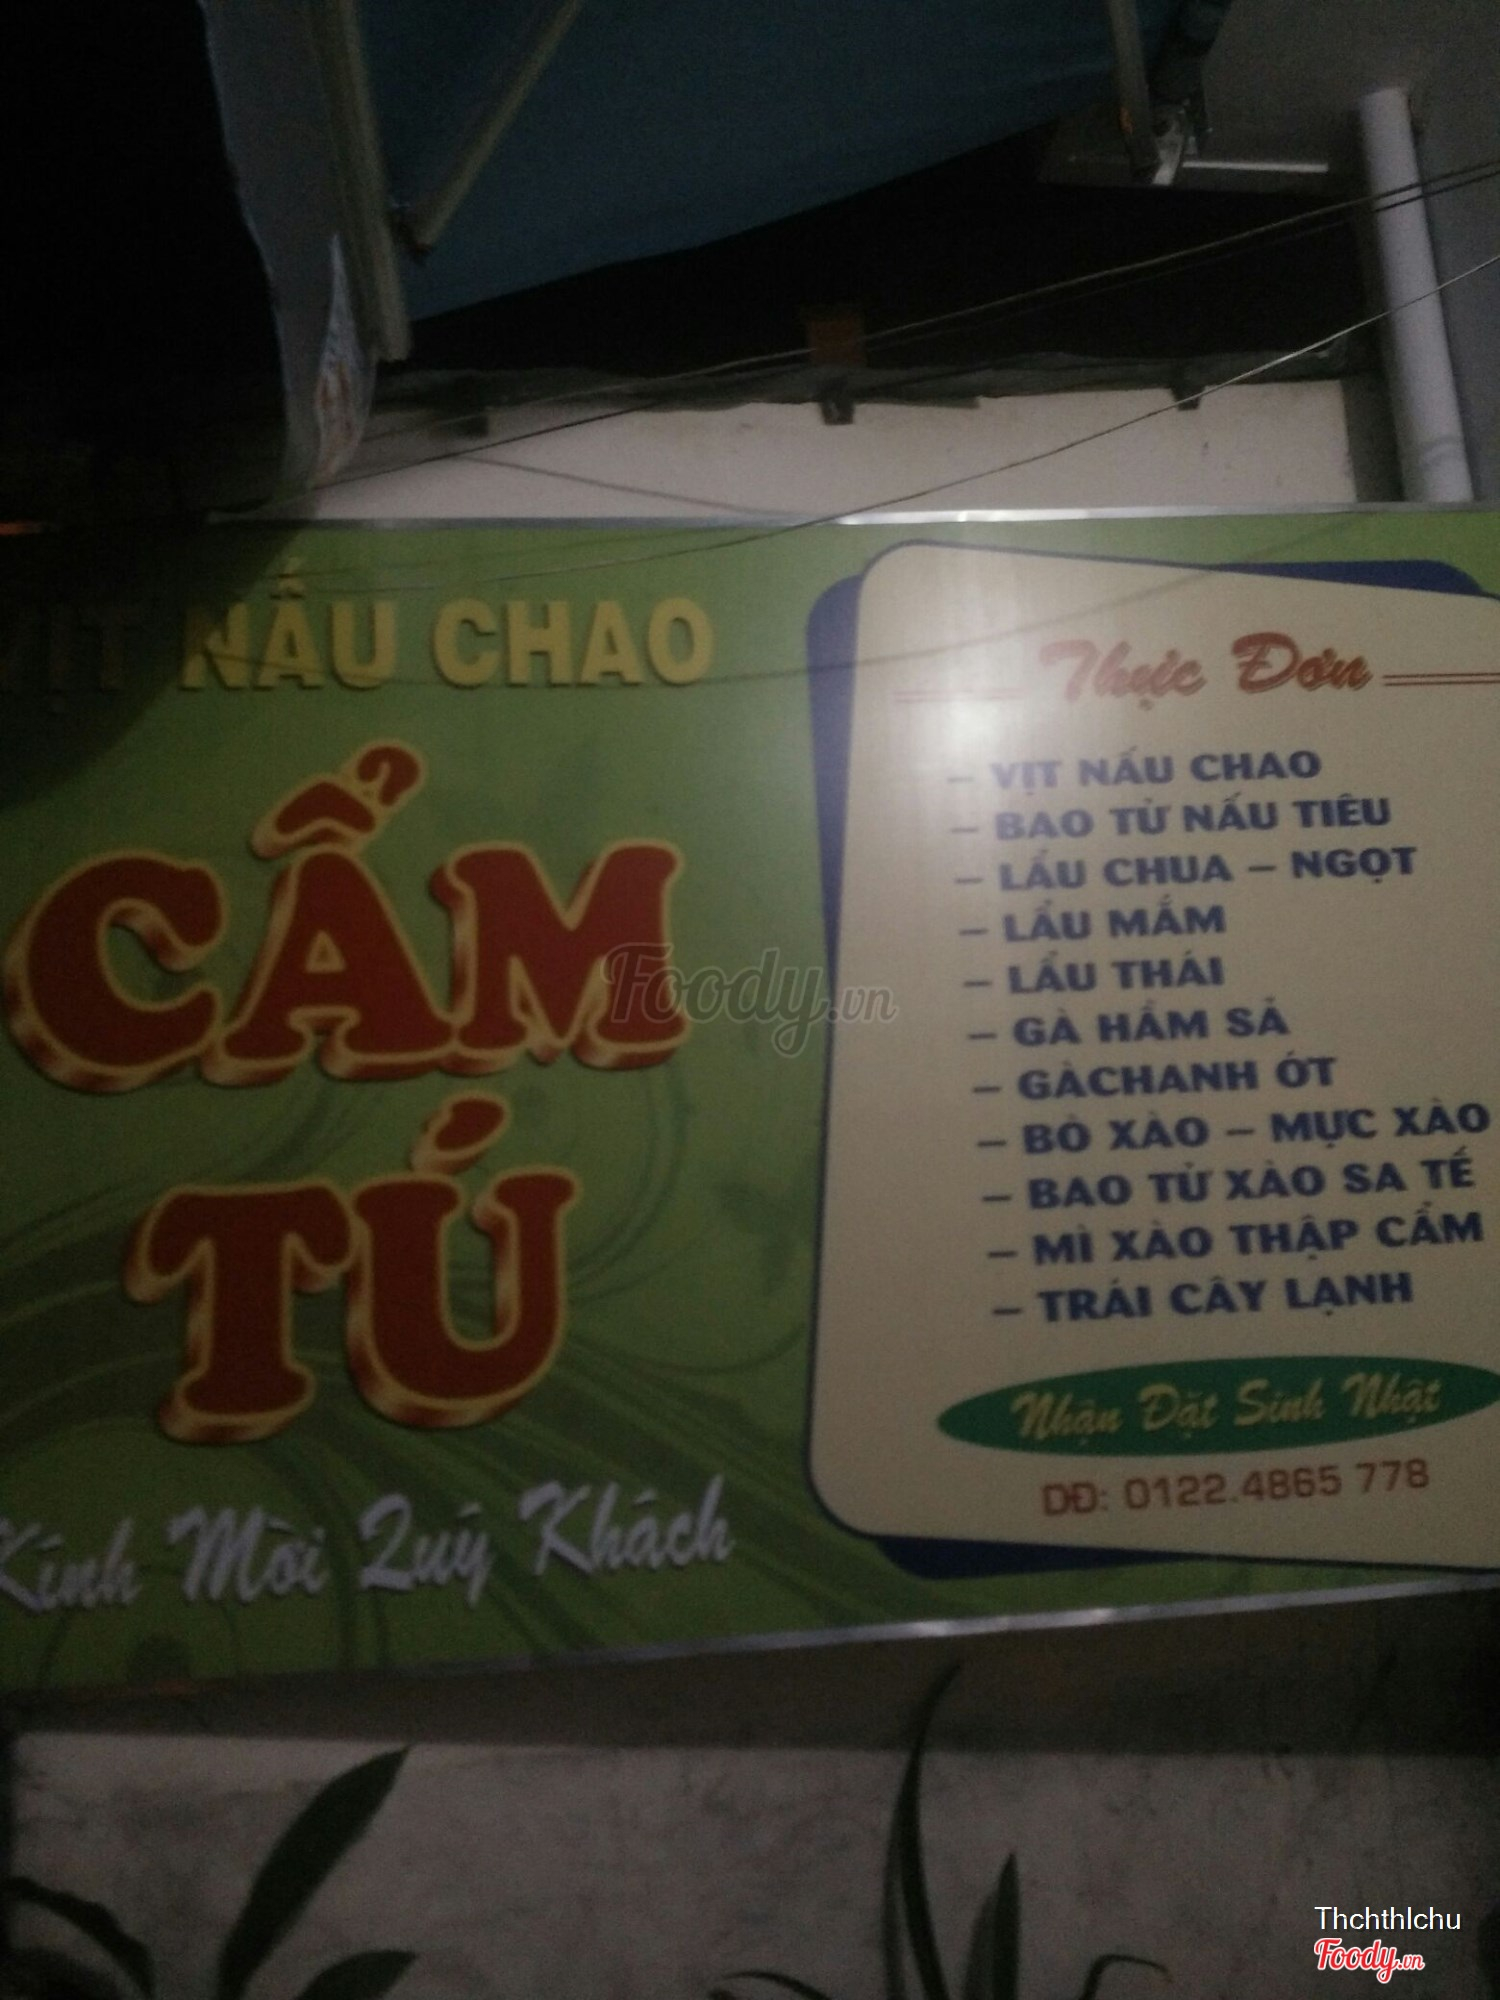 VỊT NẤU CHAO
CẨM
TÚ
Kính Mời Quý Khách
Thực Đơn
- VỊT NẤU CHAO
- BAO TỬ NẤU TIÊU
- LẨU CHUA - NGỌT
- LẨU MẮM
- LẨU THÁI
- GÀ HẦM SẢ
- GÀCHANH ỚT
- BÒ XÀO - MỰC XÀO
- BAO TỬ XÀO SA TẾ
- MÌ XÀO THẬP CẨM
- TRÁI CÂY LẠNH
Nhận Đặt Sinh Nhật
DĐ: 0122.4865 778
Foody.vn
Thchthlchu
Foody.vn